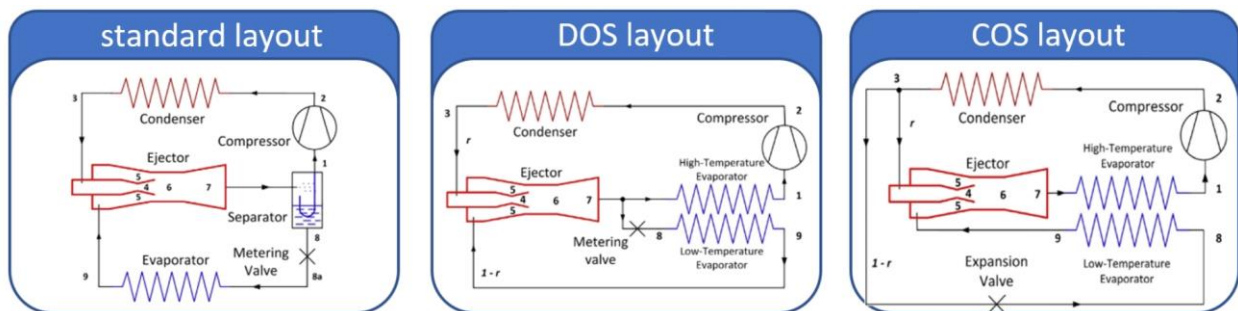 standard layout
3
2
Condenser
Compressor
1
Ejector
5
4
6
7
5
Separator
8
Evaporator
Metering
Valve
9
8a
DOS layout
3
2
r
Condenser
Compressor
High-Temperature
Evaporator
Ejector
5
4
6
7
5
1
Metering
valve
8
9
Low-Temperature
Evaporator
1 - r
COS layout
3
2
r
Condenser
Compressor
High-Temperature
Evaporator
Ejector
5
4
6
7
5
1
9
8
Low-Temperature
Evaporator
1 - r
Expansion
Valve